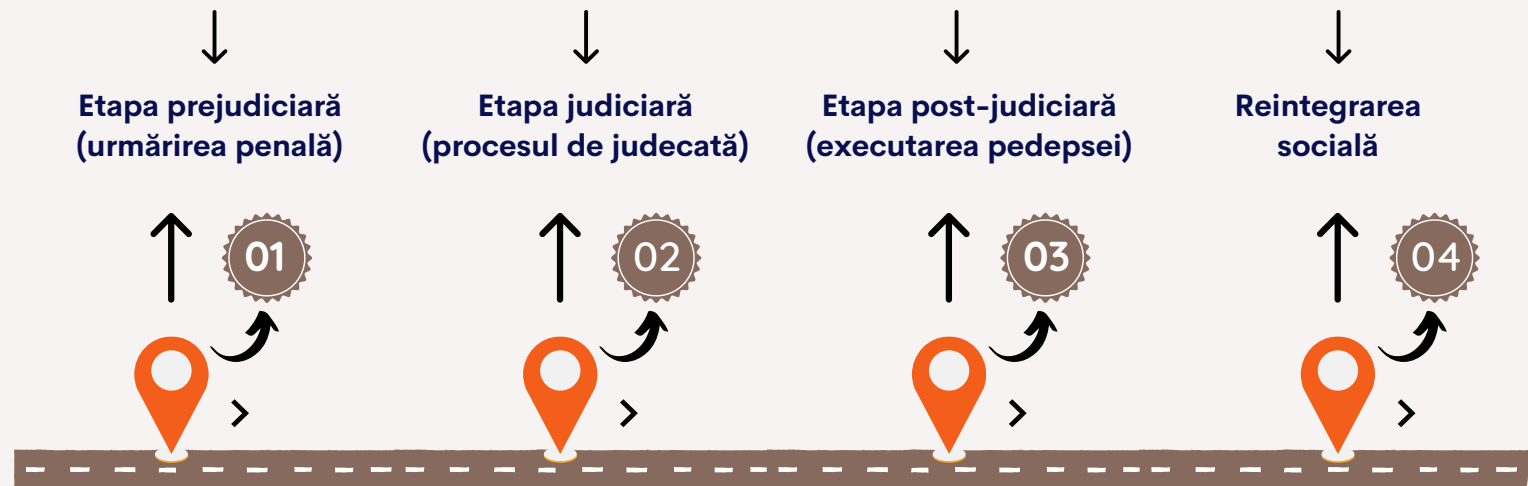 Etapa prejudiciară
(urmărirea penală)
Etapa judiciară
(procesul de judecată)
Etapa post-judiciară
(executarea pedepsei)
Reintegrarea
socială
01
02
03
04